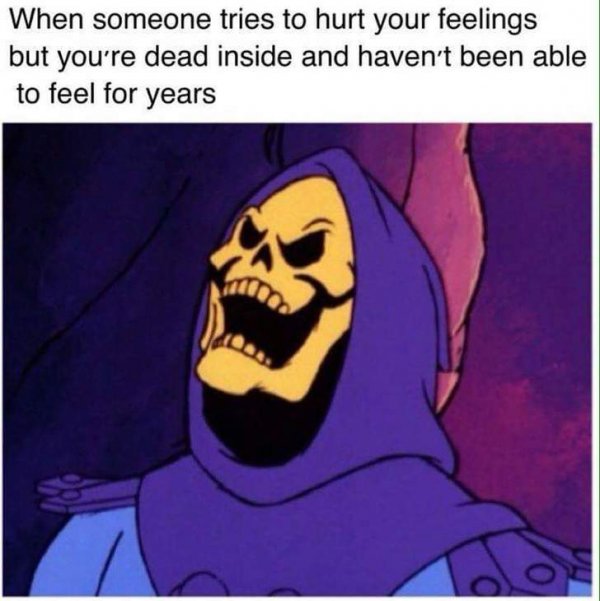 When someone tries to hurt your feelings
but you're dead inside and haven't been able
to feel for years